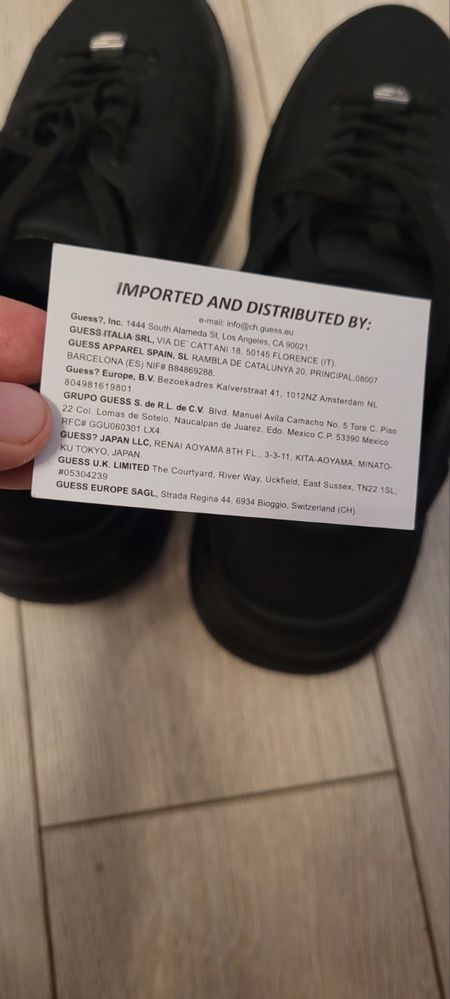 IMPORTED AND DISTRIBUTED BY:
e-mail: info@ch.guess.eu
Guess?, Inc. 1444 South Alameda St, Los Angeles, CA 90021.
GUESS ITALIA SRL, VIA DE' CATTANI 18, 50145 FLORENCE (IT)
GUESS APPAREL SPAIN, SL RAMBLA DE CATALUNYA 20, PRINCIPAL,08007
BARCELONA (ES) NIF# B84869288.
Guess? Europe, B.V. Bezoekadres Kalverstraat 41, 1012NZ Amsterdam NL
804981619801.
GRUPO GUESS S. de R.L. de C.V. Blvd. Manuel Avila Camacho No. 5 Tore C. Piso
22 Col. Lomas de Sotelo, Naucalpan de Juarez, Edo. Mexico C.P. 53390 Mexico
RFC# GGU060301 LX4.
GUESS? JAPAN LLC, RENAI AOYAMA 8TH FL., 3-3-11, KITA-AOYAMA, MINATO-
KU TOKYO, JAPAN.
GUESS U.K. LIMITED The Courtyard, River Way, Uckfield, East Sussex, TN22 1SL,
#05304239
GUESS EUROPE SAGL, Strada Regina 44, 6934 Bioggio, Switzerland (CH).